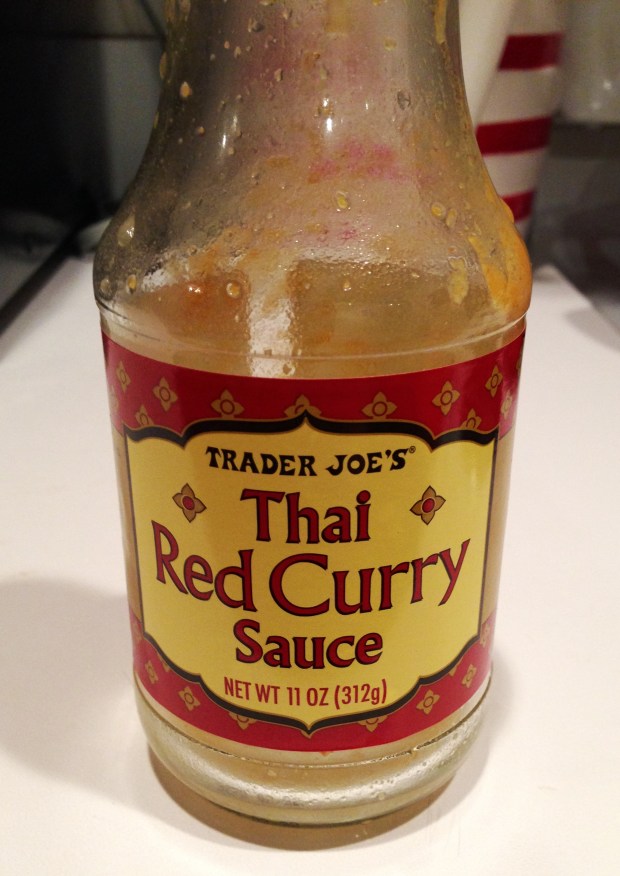 TRADER JOE'S®
Thai
Red Curry
Sauce
NET WT 11 OZ (312g)